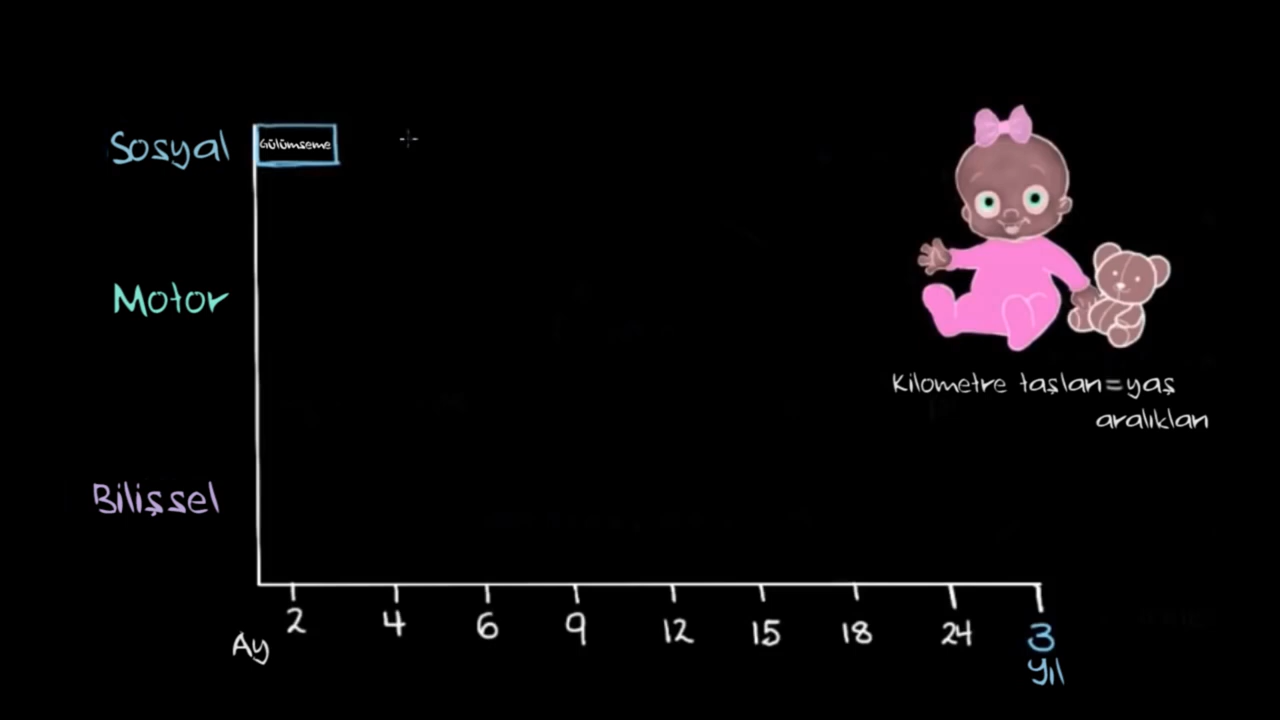 Sosyal
Gülümseme
Motor
Kilometre taşları=yaş
aralıkları
Bilişsel
Ay
2 4 6 9 12 15 18 24 3
yıl